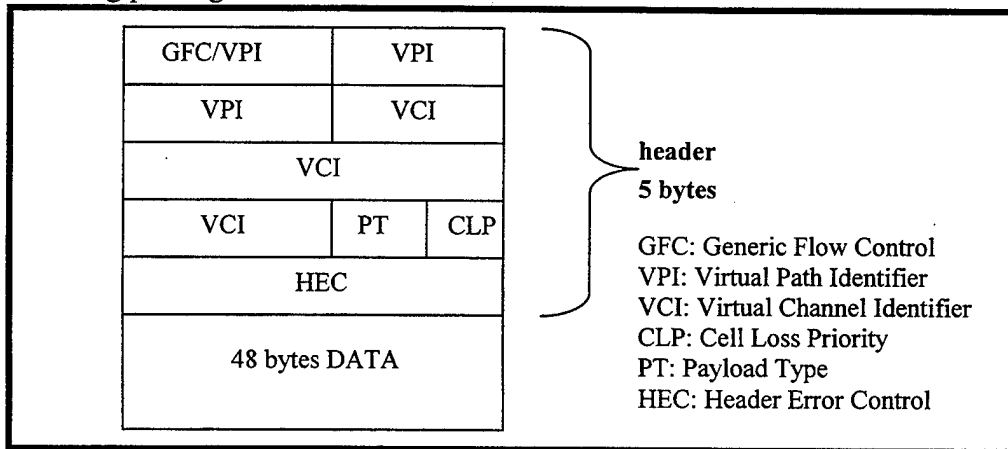 GFC/VPI VPI
VPI VCI
VCI
VCI PT CLP
HEC
48 bytes DATA
header
5 bytes
GFC: Generic Flow Control
VPI: Virtual Path Identifier
VCI: Virtual Channel Identifier
CLP: Cell Loss Priority
PT: Payload Type
HEC: Header Error Control